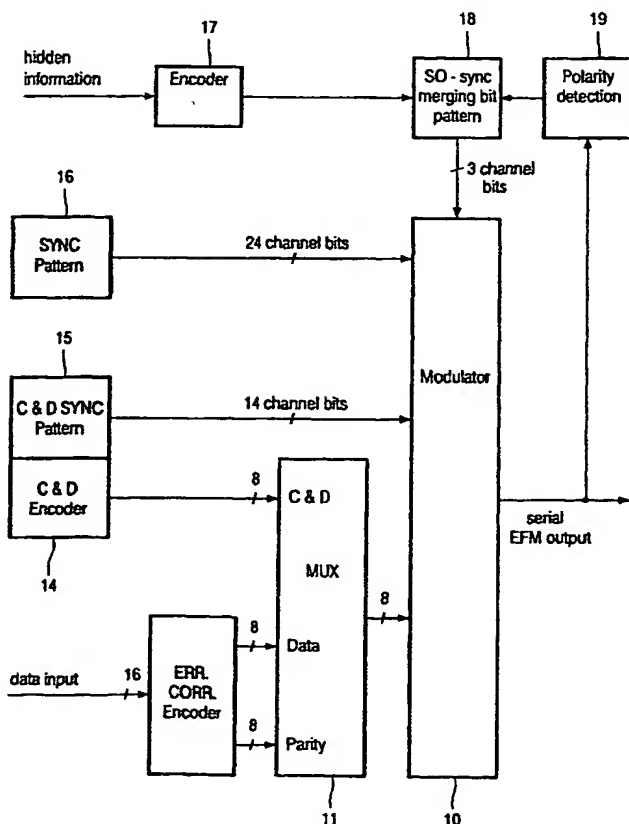 17
18
19
hidden
information
Encoder
SO - sync
merging bit
pattern
Polarity
detection
3 channel
bits
16
SYNC
Pattern
24 channel bits
15
C & D SYNC
Pattern
14 channel bits
Modulator
C & D
Encoder
8
C & D
14
MUX
serial
EFM output
8
8
Data
data input
16
ERR.
CORR.
Encoder
8
Parity
11
10